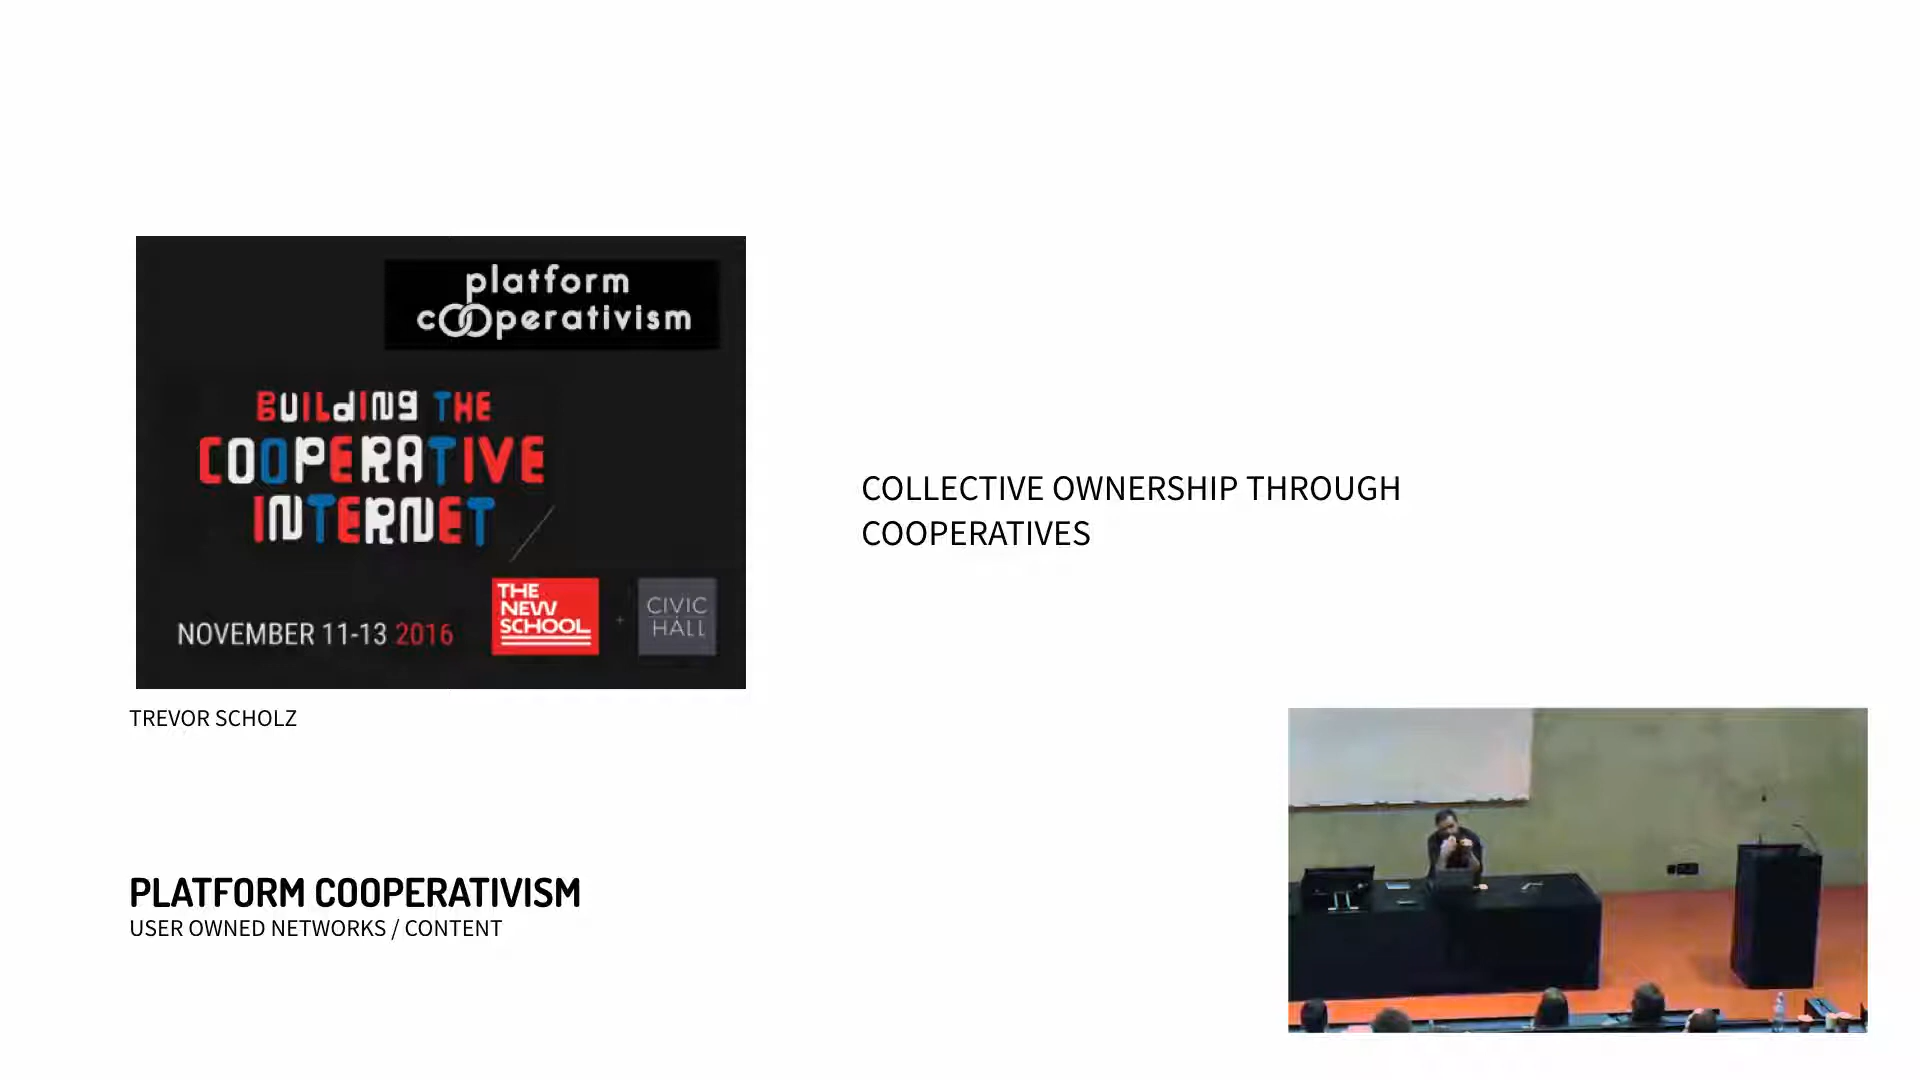 platform
cooperativism
BUILdING THE
COOPERATIVE
INTERNET
NOVEMBER 11-13 2016
THE
NEW
SCHOOL
+
CIVIC
HALL
TREVOR SCHOLZ
COLLECTIVE OWNERSHIP THROUGH
COOPERATIVES
PLATFORM COOPERATIVISM
USER OWNED NETWORKS / CONTENT